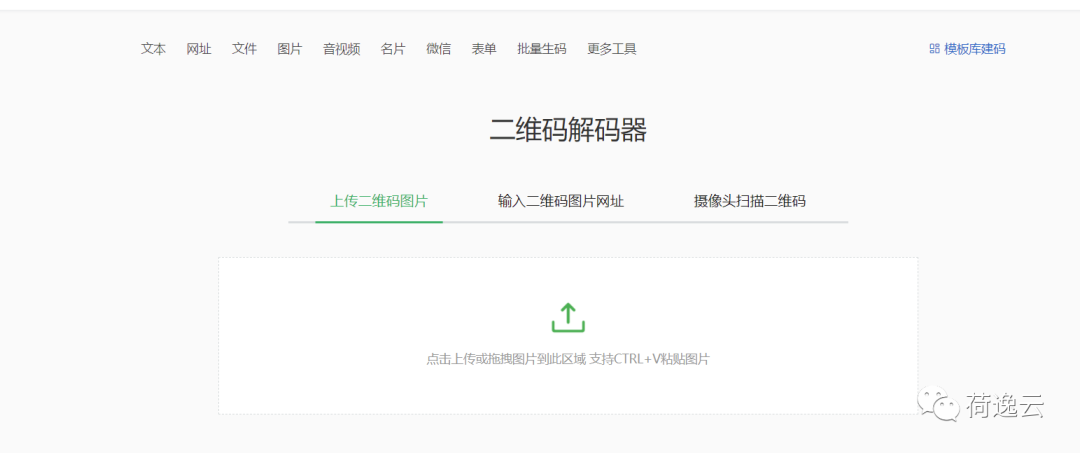 文本 网址 文件 图片 音视频 名片 微信 表单 批量生码 更多工具 模板库建码
二维码解码器
上传二维码图片 输入二维码图片网址 摄像头扫描二维码
点击上传或拖拽图片到此区域 支持CTRL+V粘贴图片
荷逸云